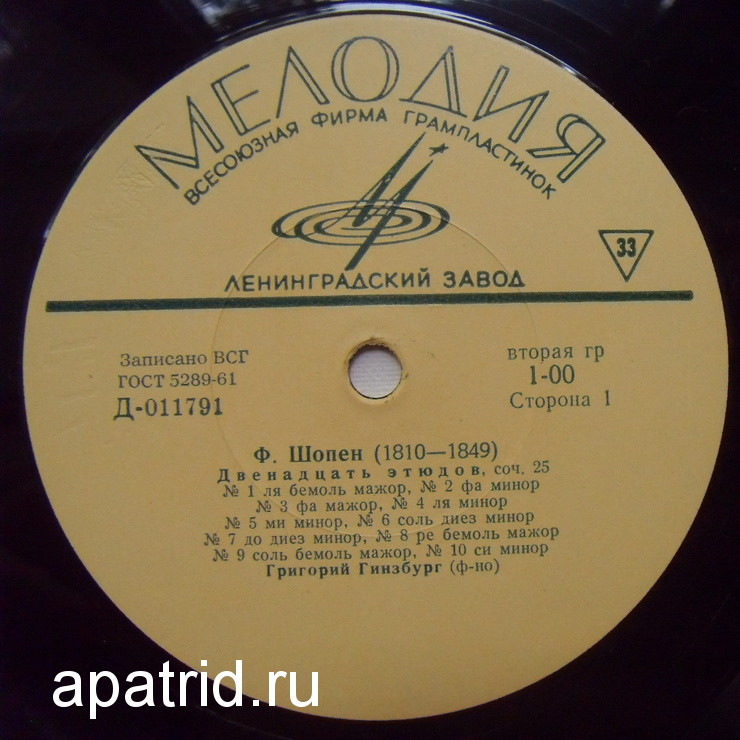 МЕЛОДИЯ
ВСЕСОЮЗНАЯ ФИРМА ГРАМПЛАСТИНОК
33
ЛЕНИНГРАДСКИЙ ЗАВОД
Записано ВСГ
ГОСТ 5289-61
Д-011791
вторая гр
1-00
Сторона 1
Ф. Шопен (1810—1849)
Двенадцать этюдов, соч. 25
№ 1 ля бемоль мажор, № 2 фа минор
№ 3 фа мажор, № 4 ля минор
№ 5 ми минор, № 6 соль диез минор
№ 7 до диез минор, № 8 ре бемоль мажор
№ 9 соль бемоль мажор, № 10 си минор
Григорий Гинзбург (ф-но)
apatrid.ru